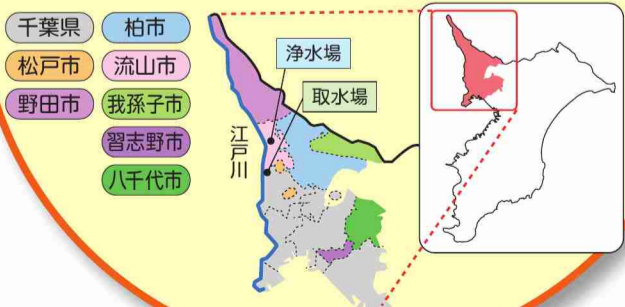 千葉県
柏市
松戸市
流山市
野田市
我孫子市
習志野市
八千代市
浄水場
取水場
江戸川